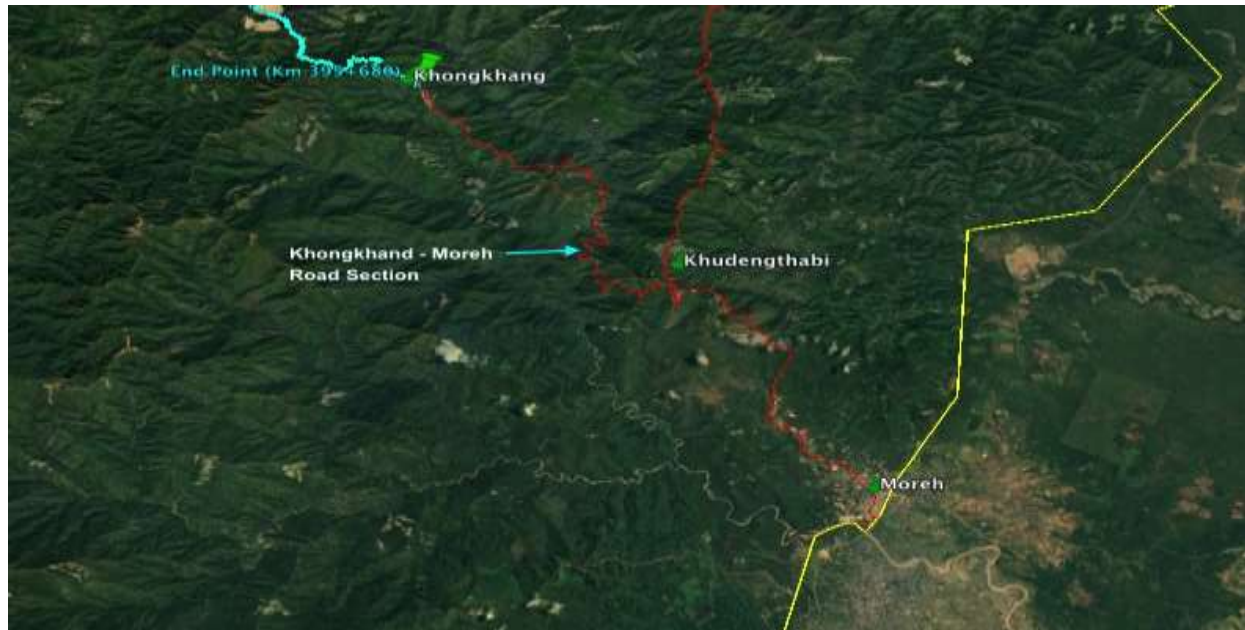 End Point (Km 395+680)
Khongkhang
Khongkhand - Moreh
Road Section
Khudengthabi
Moreh